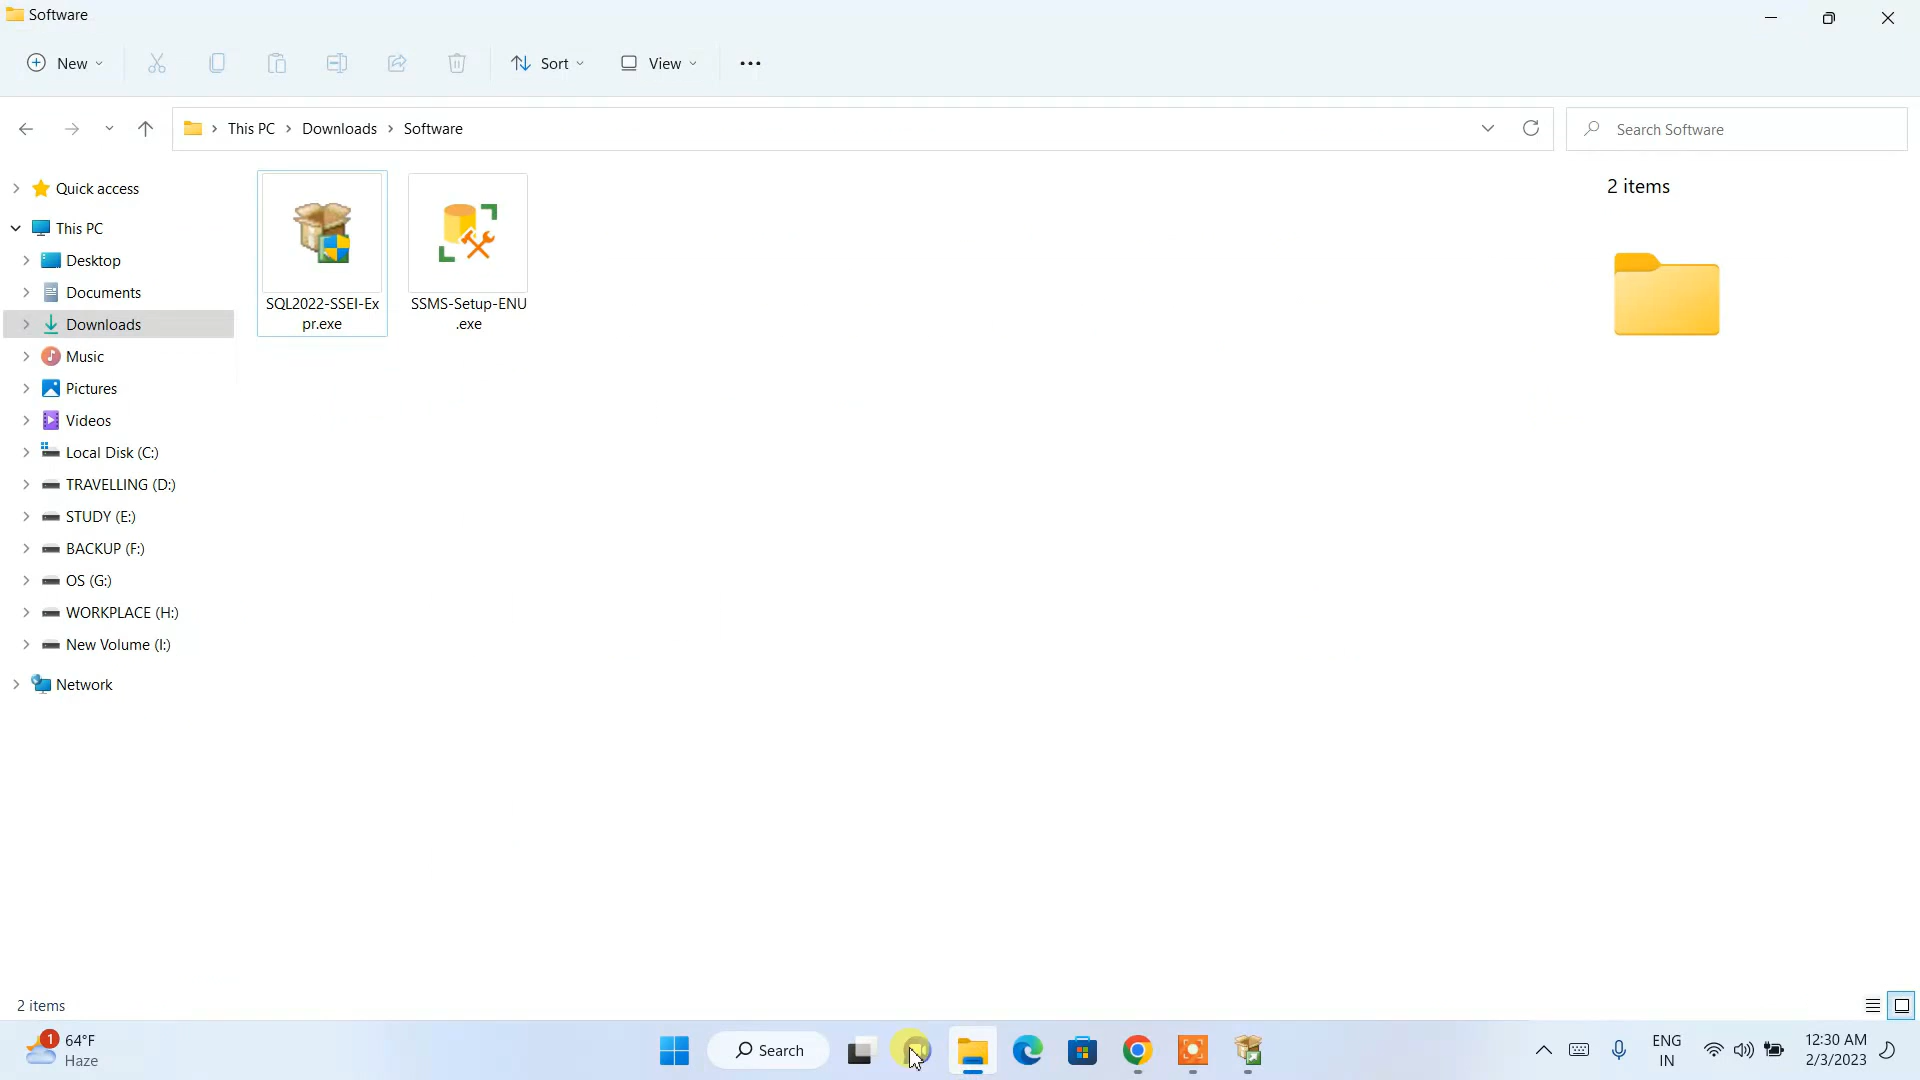 Software
New
Sort
View
This PC
Downloads
Software
Search Software
Quick access
This PC
Desktop
Documents
Downloads
Music
Pictures
Videos
Local Disk (C:)
TRAVELLING (D:)
STUDY (E:)
BACKUP (F:)
OS (G:)
WORKPLACE (H:)
New Volume (I:)
Network
SQL2022-SSEI-Ex
pr.exe
SSMS-Setup-ENU
.exe
2 items
2 items
1
64°F
Haze
Search
ENG
IN
12:30 AM
2/3/2023